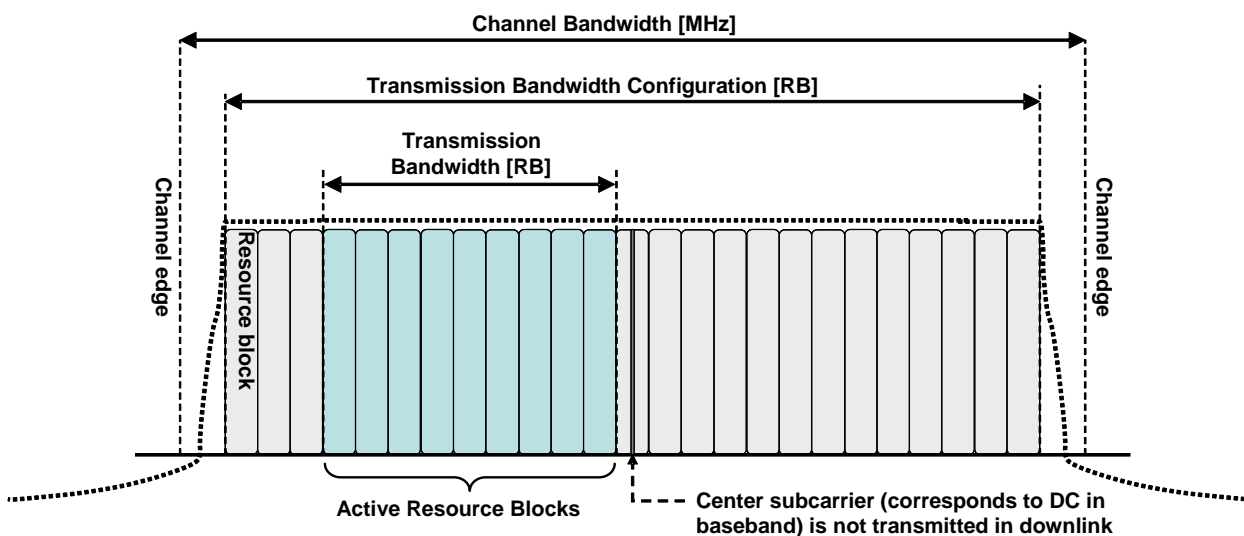 Channel Bandwidth [MHz]
Transmission Bandwidth Configuration [RB]
Transmission
Bandwidth [RB]
Channel edge
Channel edge
Resource block
Active Resource Blocks
Center subcarrier (corresponds to DC in
baseband) is not transmitted in downlink